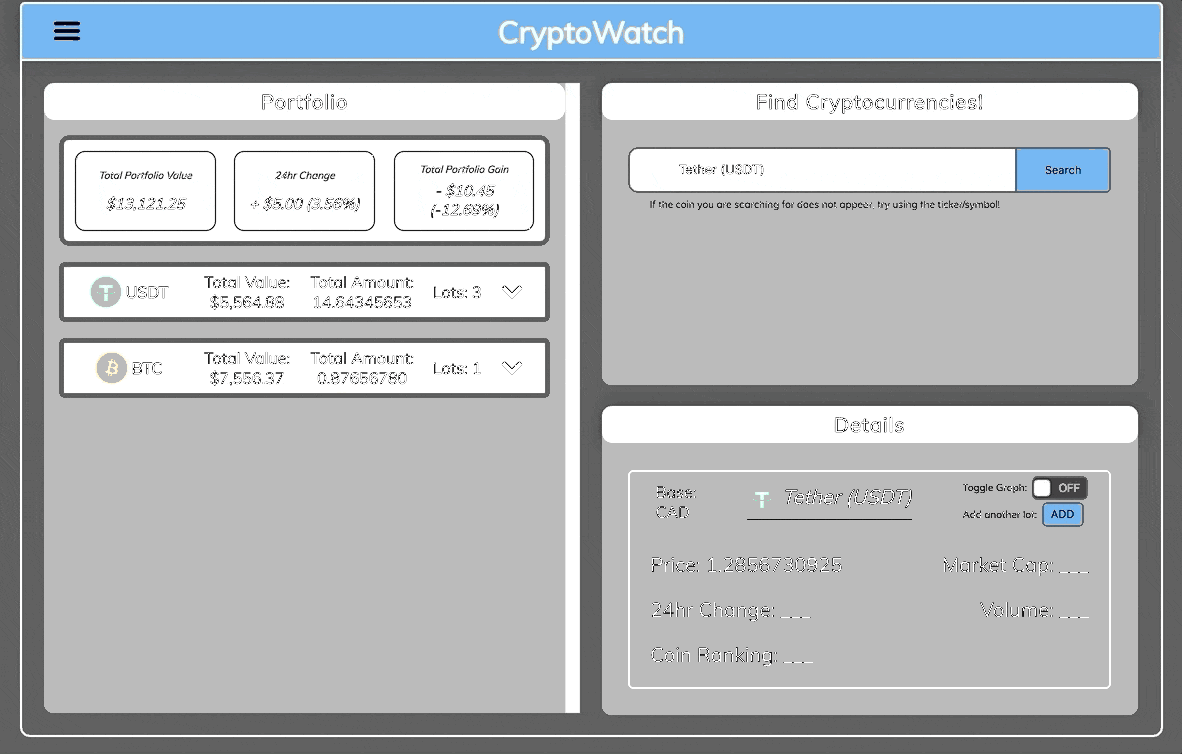 CryptoWatch
Portfolio
Total Portfolio Value
$13,121.25
24hr Change
+ $5.00 (3.56%)
Total Portfolio Gain
- $10.45
(-12.69%)
USDT
Total Value:
$5,564.88
Total Amount:
14.64345653
Lots: 3
BTC
Total Value:
$7,556.37
Total Amount:
0.87656780
Lots: 1
Find Cryptocurrencies!
Tether (USDT)
Search
If the coin you are searching for does not appear, try using the ticker/symbol!
Details
Base:
CAD
Tether (USDT)
Toggle Graph: OFF
Add another lot: ADD
Price: 1.2856730925
Market Cap: ___
24hr Change: ___
Volume: ___
Coin Ranking: ___